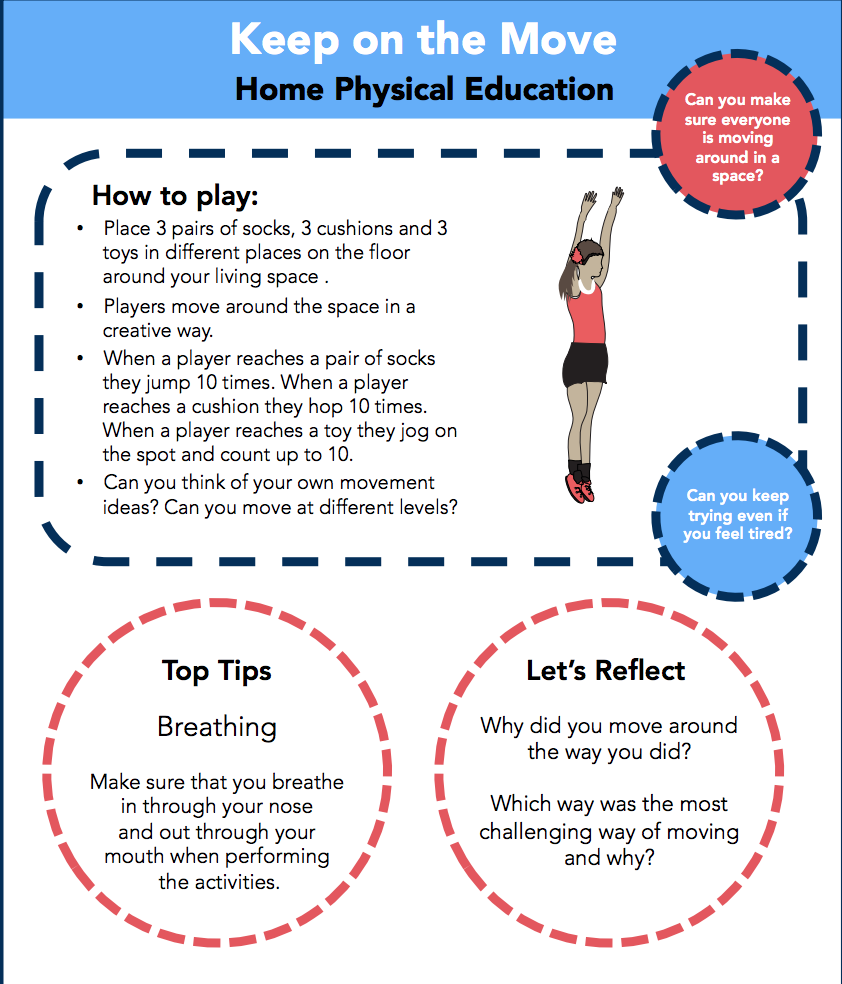 Keep on the Move
Home Physical Education
Can you make
sure everyone
is moving
around in a
space?
How to play:
• Place 3 pairs of socks, 3 cushions and 3
toys in different places on the floor
around your living space .
• Players move around the space in a
creative way.
• When a player reaches a pair of socks
they jump 10 times. When a player
reaches a cushion they hop 10 times.
When a player reaches a toy they jog on
the spot and count up to 10.
• Can you think of your own movement
ideas? Can you move at different levels?
Can you keep
trying even if
you feel tired?
Top Tips
Breathing
Make sure that you breathe
in through your nose
and out through your
mouth when performing
the activities.
Let’s Reflect
Why did you move around
the way you did?
Which way was the most
challenging way of moving
and why?